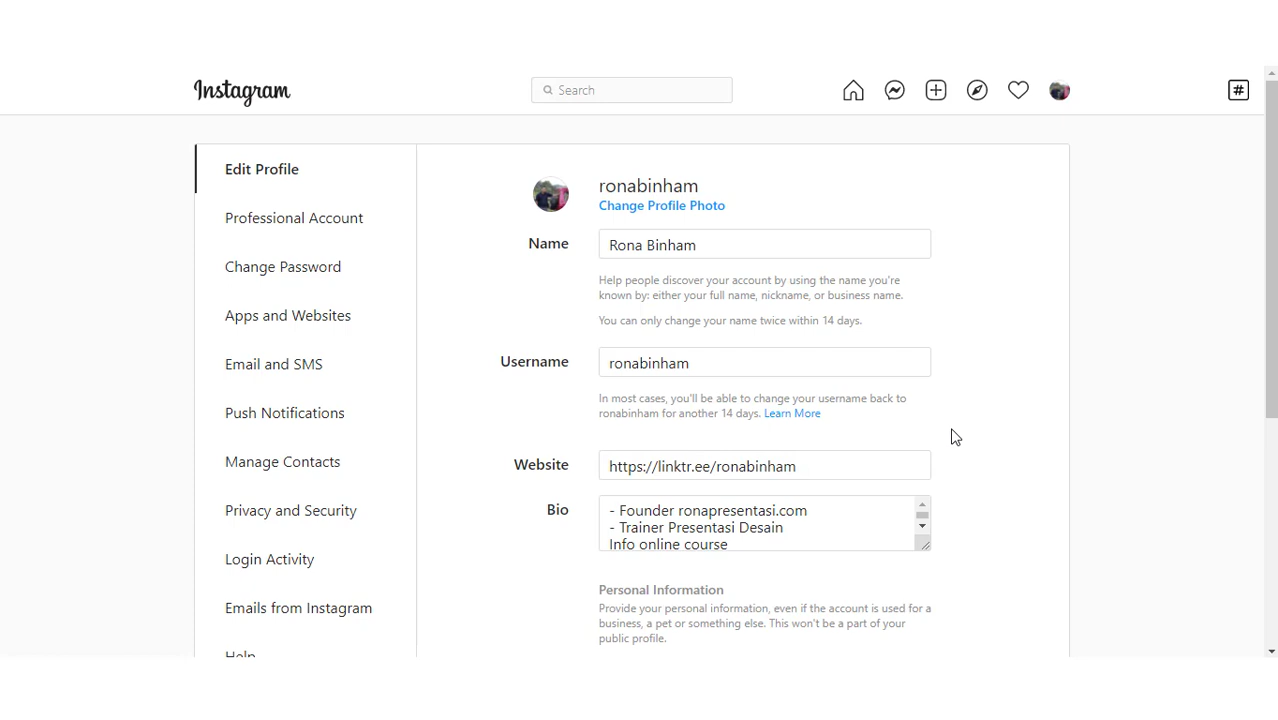 Instagram
Search
#
Edit Profile
Professional Account
Change Password
Apps and Websites
Email and SMS
Push Notifications
Manage Contacts
Privacy and Security
Login Activity
Emails from Instagram
Help
ronabinham
Change Profile Photo
Name
Rona Binham
Help people discover your account by using the name you're
known by: either your full name, nickname, or business name.
You can only change your name twice within 14 days.
Username
ronabinham
In most cases, you'll be able to change your username back to
ronabinham for another 14 days. Learn More
Website
https://linktr.ee/ronabinham
Bio
- Founder ronapresentasi.com
- Trainer Presentasi Desain
Info online course
Personal Information
Provide your personal information, even if the account is used for a
business, a pet or something else. This won't be a part of your
public profile.